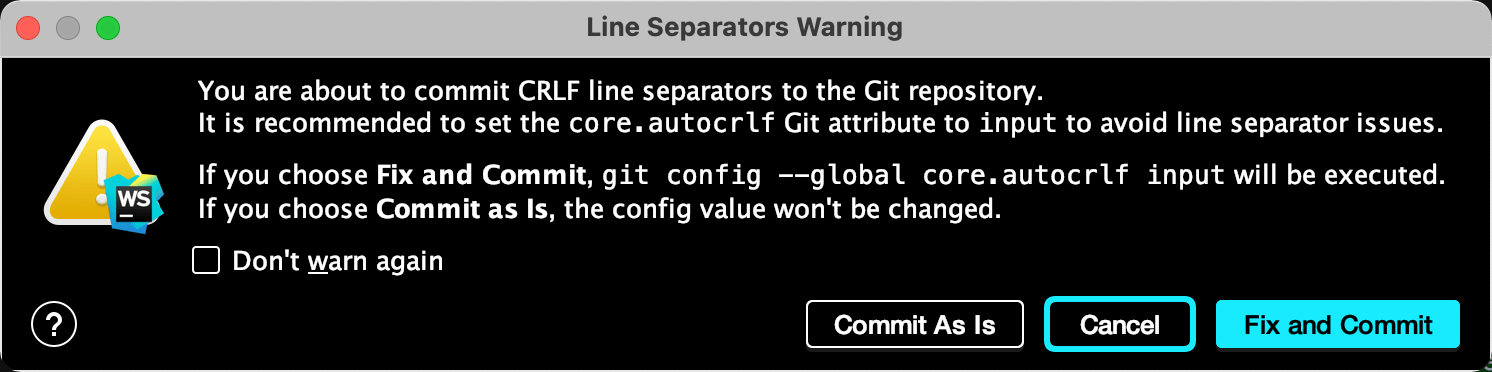 Line Separators Warning
You are about to commit CRLF line separators to the Git repository.
It is recommended to set the core.autocrlf Git attribute to input to avoid line separator issues.
If you choose Fix and Commit, git config --global core.autocrlf input will be executed.
If you choose Commit as Is, the config value won't be changed.
WS
Don't warn again
?
Commit As Is
Cancel
Fix and Commit